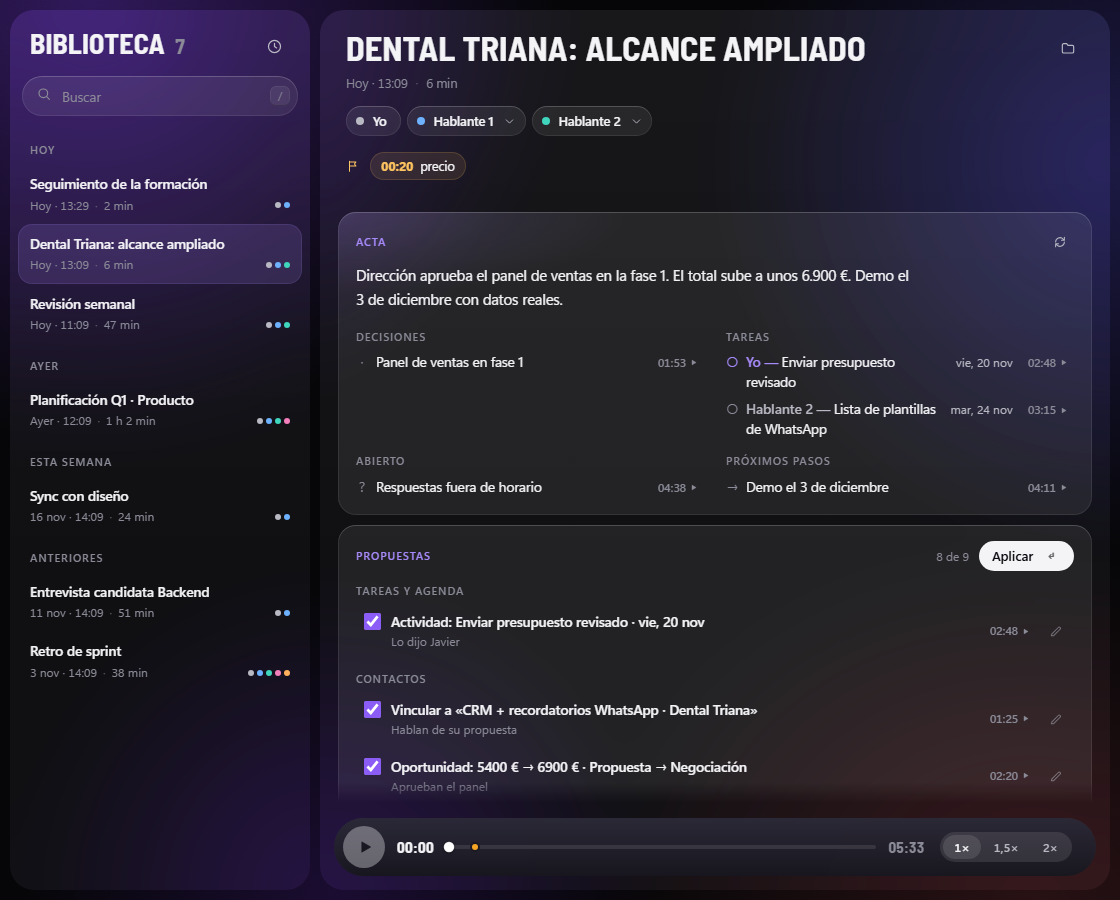 BIBLIOTECA 7
Buscar /
HOY
Seguimiento de la formación
Hoy · 13:29 · 2 min
Dental Triana: alcance ampliado
Hoy · 13:09 · 6 min
Revisión semanal
Hoy · 11:09 · 47 min
AYER
Planificación Q1 · Producto
Ayer · 12:09 · 1 h 2 min
ESTA SEMANA
Sync con diseño
16 nov · 14:09 · 24 min
ANTERIORES
Entrevista candidata Backend
11 nov · 14:09 · 51 min
Retro de sprint
3 nov · 14:09 · 38 min
DENTAL TRIANA: ALCANCE AMPLIADO
Hoy · 13:09 · 6 min
Yo Hablante 1 Hablante 2
00:20 precio
ACTA
Dirección aprueba el panel de ventas en la fase 1. El total sube a unos 6.900 €. Demo el
3 de diciembre con datos reales.
DECISIONES
· Panel de ventas en fase 1 01:53
TAREAS
Yo — Enviar presupuesto vie, 20 nov 02:48
revisado
Hablante 2 — Lista de plantillas mar, 24 nov 03:15
de WhatsApp
ABIERTO
? Respuestas fuera de horario 04:38
PRÓXIMOS PASOS
→ Demo el 3 de diciembre 04:11
PROPUESTAS 8 de 9 Aplicar
TAREAS Y AGENDA
Actividad: Enviar presupuesto revisado · vie, 20 nov 02:48
Lo dijo Javier
CONTACTOS
Vincular a «CRM + recordatorios WhatsApp · Dental Triana» 01:25
Hablan de su propuesta
Oportunidad: 5400 € → 6900 € · Propuesta → Negociación 02:20
Aprueban el panel
00:00 05:33 1× 1,5× 2×